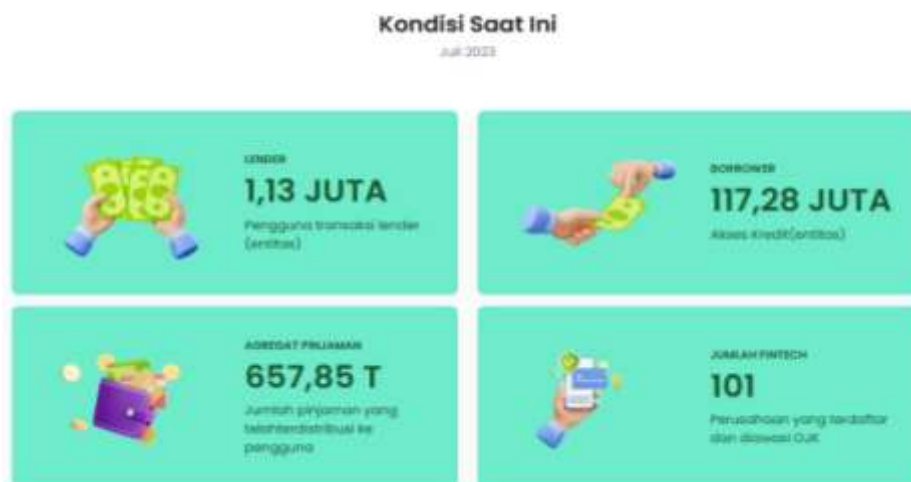 Kondisi Saat Ini
Juli 2023
LENDER
1,13 JUTA
Pengguna transaksi lender
(entitas)
BORROWER
117,28 JUTA
Akses Kredit(entitas)
AGREGAT PINJAMAN
657,85 T
Jumlah pinjaman yang
telahterdistribusi ke
pengguna
JUMLAH FINTECH
101
Perusahaan yang terdaftar
dan diawasi OJK